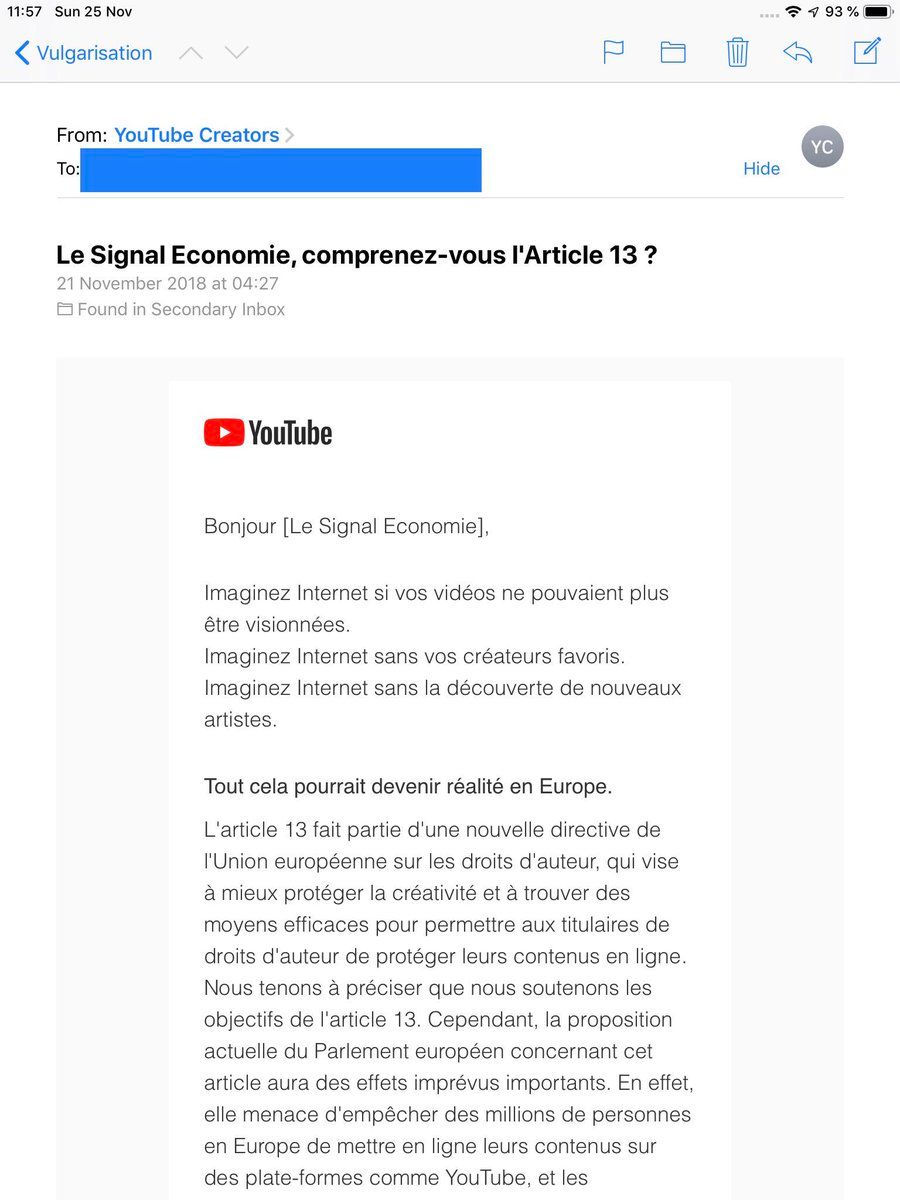 11:57 Sun 25 Nov 93 %
Vulgarisation
From: YouTube Creators
YC
To:
Hide
Le Signal Economie, comprenez-vous l'Article 13 ?
21 November 2018 at 04:27
Found in Secondary Inbox
YouTube
Bonjour [Le Signal Economie],
Imaginez Internet si vos vidéos ne pouvaient plus
être visionnées.
Imaginez Internet sans vos créateurs favoris.
Imaginez Internet sans la découverte de nouveaux
artistes.
Tout cela pourrait devenir réalité en Europe.
L'article 13 fait partie d'une nouvelle directive de
l'Union européenne sur les droits d'auteur, qui vise
à mieux protéger la créativité et à trouver des
moyens efficaces pour permettre aux titulaires de
droits d'auteur de protéger leurs contenus en ligne.
Nous tenons à préciser que nous soutenons les
objectifs de l'article 13. Cependant, la proposition
actuelle du Parlement européen concernant cet
article aura des effets imprévus importants. En effet,
elle menace d'empêcher des millions de personnes
en Europe de mettre en ligne leurs contenus sur
des plate-formes comme YouTube, et les